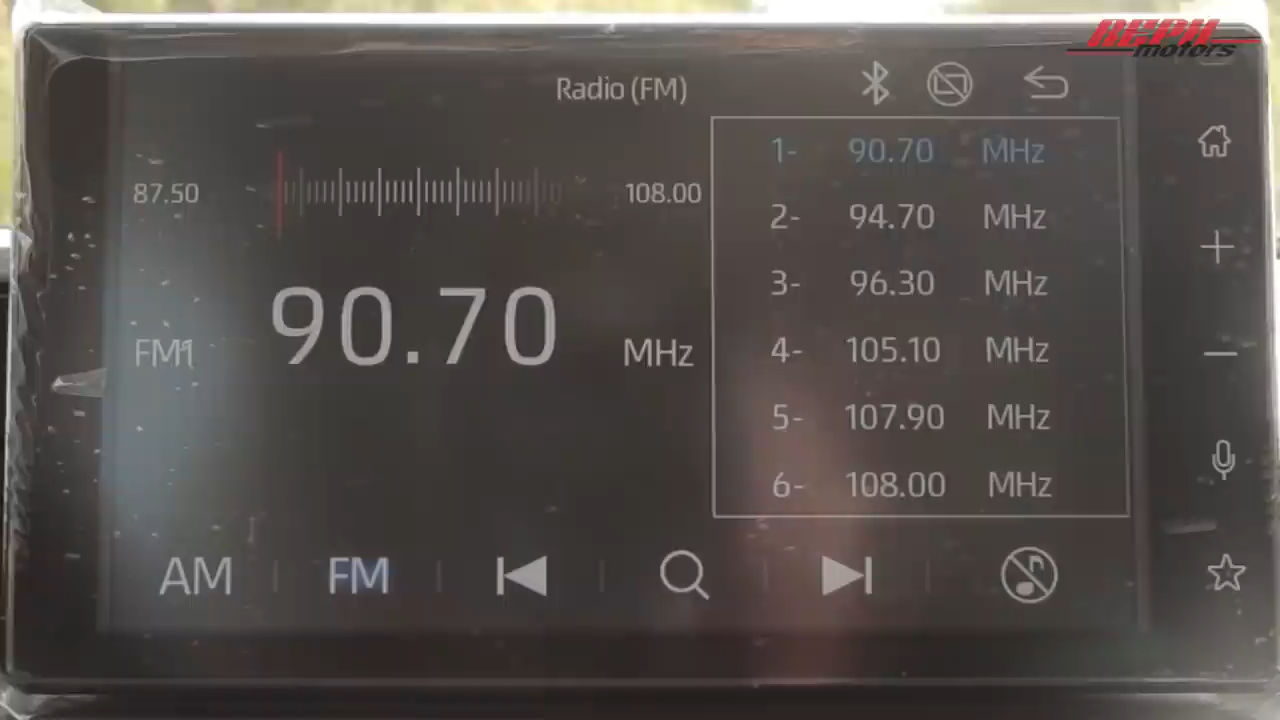 REPH
motors
Radio (FM)
87.50
108.00
FM1
90.70 MHz
1- 90.70 MHz
2- 94.70 MHz
3- 96.30 MHz
4- 105.10 MHz
5- 107.90 MHz
6- 108.00 MHz
AM
FM